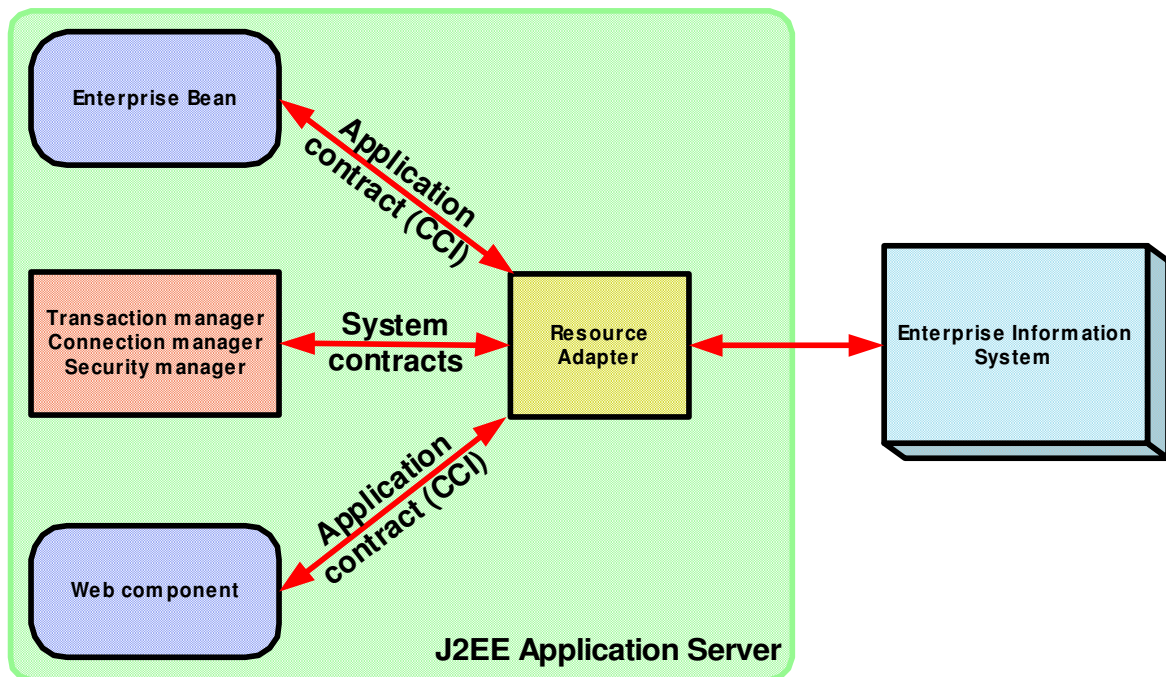 Enterprise Bean
Application
contract (CCI)
Transaction manager
Connection manager
Security manager
System
contracts
Resource
Adapter
Enterprise Information
System
Application
contract (CCI)
Web component
J2EE Application Server